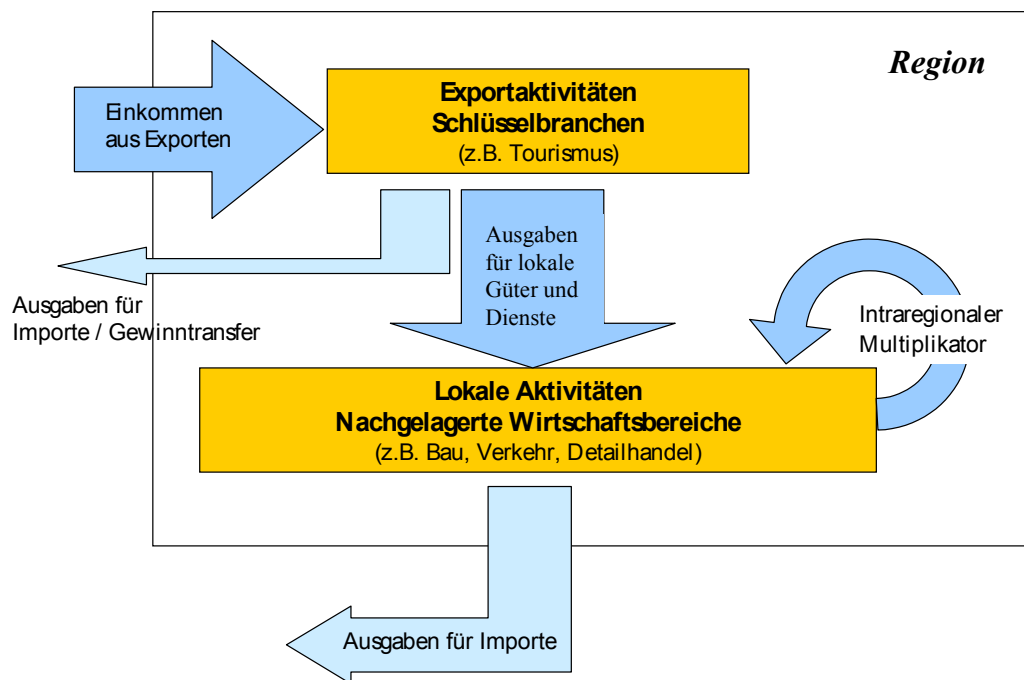 Region
Exportaktivitäten
Schlüsselbranchen
(z.B. Tourismus)
Einkommen
aus Exporten
Ausgaben
für lokale
Güter und
Dienste
Ausgaben für
Importe / Gewinntransfer
Intraregionaler
Multiplikator
Lokale Aktivitäten
Nachgelagerte Wirtschaftsbereiche
(z.B. Bau, Verkehr, Detailhandel)
Ausgaben für Importe